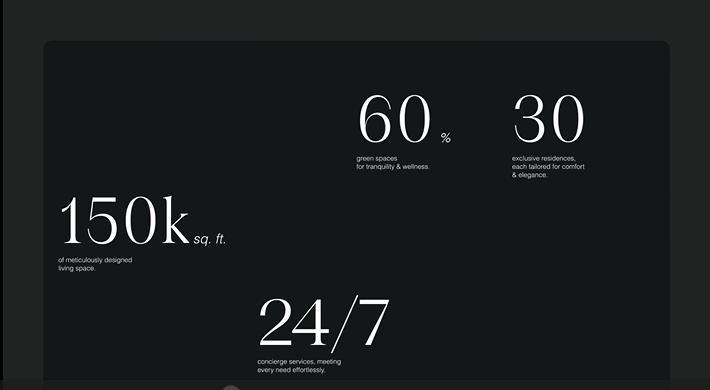 60 %
green spaces
for tranquility & wellness.
30
exclusive residences,
each tailored for comfort
& elegance.
150k sq. ft.
of meticulously designed
living space.
24/7
concierge services, meeting
every need effortlessly.